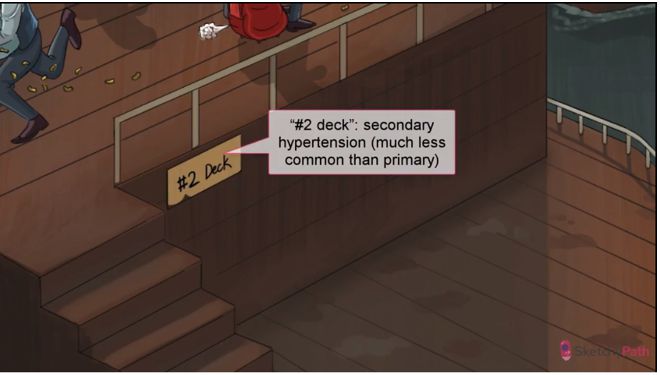 “#2 deck”: secondary
hypertension (much less
common than primary)
#2 Deck
SketchyPath